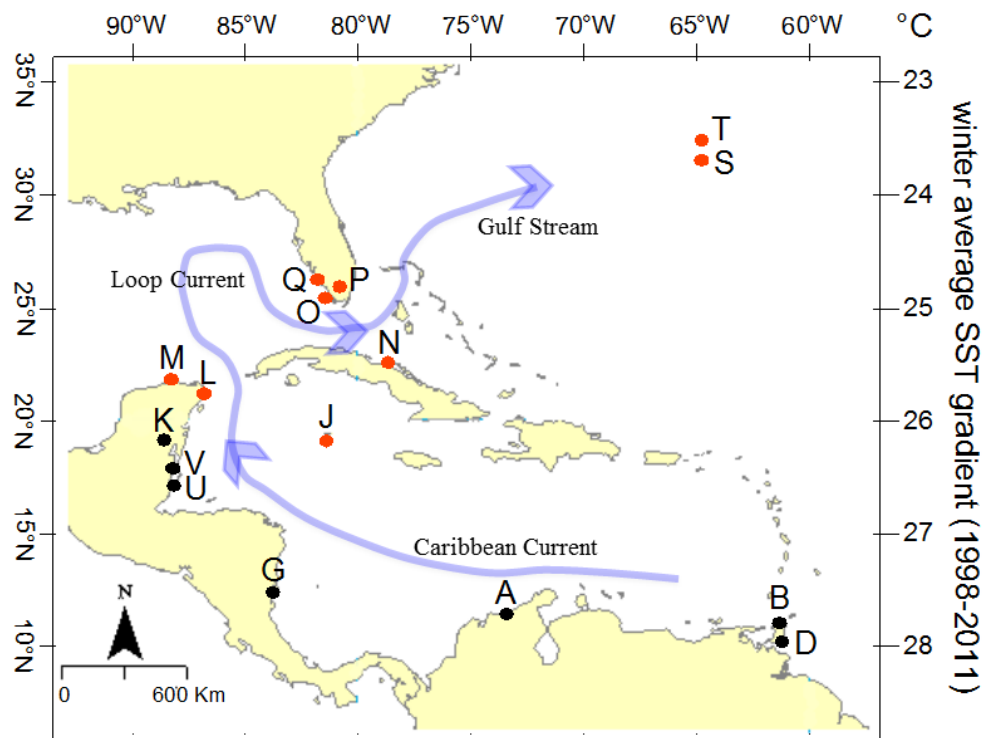 90°W 85°W 80°W 75°W 70°W 65°W 60°W °C
35°N
30°N
25°N
20°N
15°N
10°N
23
24
25
26
27
28
winter average SST gradient (1998-2011)
T
S
Gulf Stream
Loop Current
Q P
O
N
M
L
K
J
V
U
Caribbean Current
G
A
B
D
N
0 600 Km